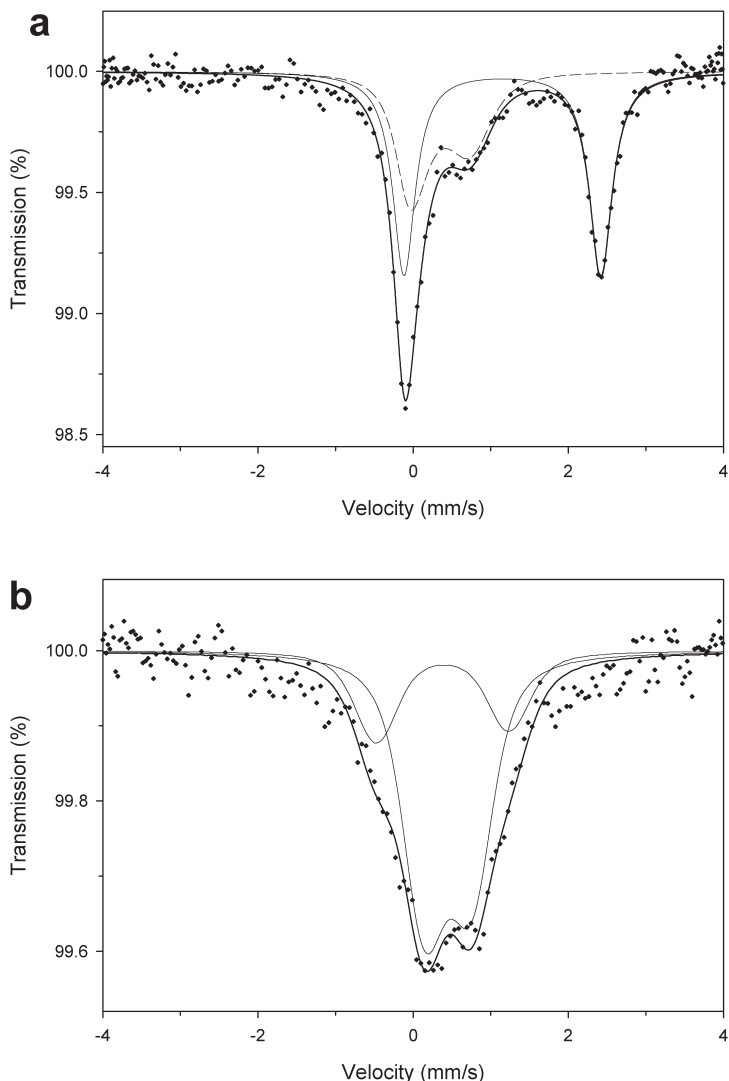 a
100.0
99.5
99.0
98.5
Transmission (%)
-4 -2 0 2 4
Velocity (mm/s)
b
100.0
99.8
99.6
Transmission (%)
-4 -2 0 2 4
Velocity (mm/s)